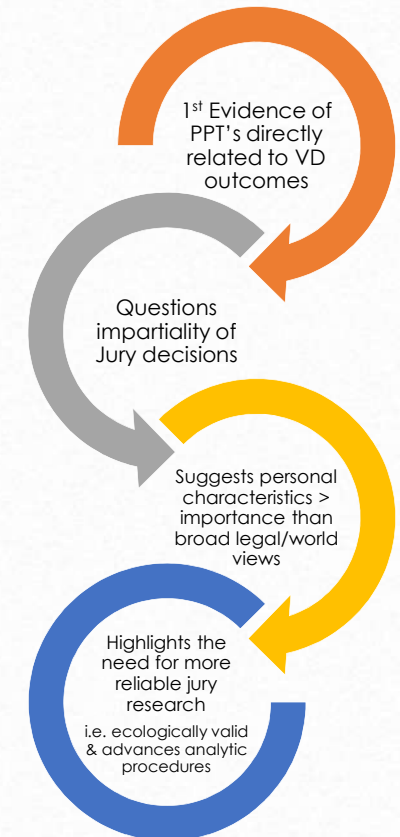 1st Evidence of
PPT's directly
related to VD
outcomes
Questions
impartiality of
Jury decisions
Suggests personal
characteristics >
importance than
broad legal/world
views
Highlights the
need for more
reliable jury
research
i.e. ecologically valid
& advances analytic
procedures